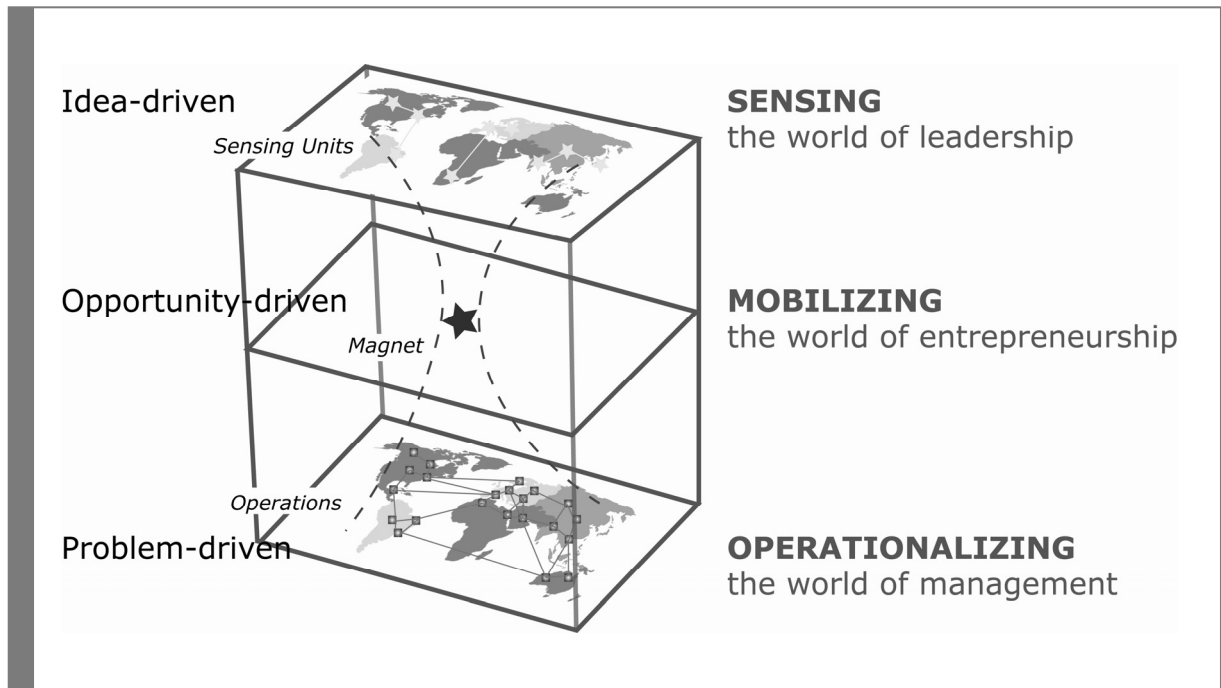 Idea-driven
Sensing Units
SENSING
the world of leadership
Opportunity-driven
Magnet
MOBILIZING
the world of entrepreneurship
Operations
Problem-driven
OPERATIONALIZING
the world of management